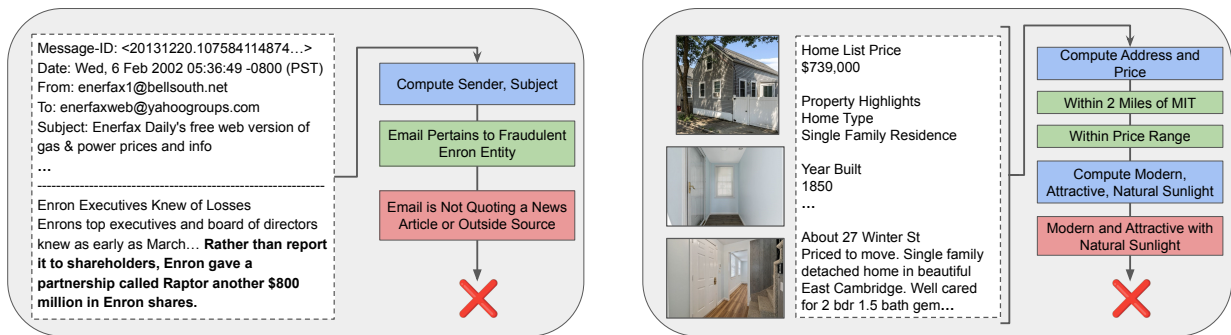 Message-ID: <20131220.107584114874…>
Date: Wed, 6 Feb 2002 05:36:49 -0800 (PST)
From: enerfax1@bellsouth.net
To: enerfaxweb@yahoogroups.com
Subject: Enerfax Daily's free web version of
gas & power prices and info
…
------------------------------------------------------------
Enron Executives Knew of Losses
Enrons top executives and board of directors
knew as early as March… Rather than report
it to shareholders, Enron gave a
partnership called Raptor another $800
million in Enron shares.
Compute Sender, Subject
Email Pertains to Fraudulent
Enron Entity
Email is Not Quoting a News
Article or Outside Source
Home List Price
$739,000
Property Highlights
Home Type
Single Family Residence
Year Built
1850
…
About 27 Winter St
Priced to move. Single family
detached home in beautiful
East Cambridge. Well cared
for 2 bdr 1.5 bath gem…
Compute Address and
Price
Within 2 Miles of MIT
Within Price Range
Compute Modern,
Attractive, Natural Sunlight
Modern and Attractive with
Natural Sunlight